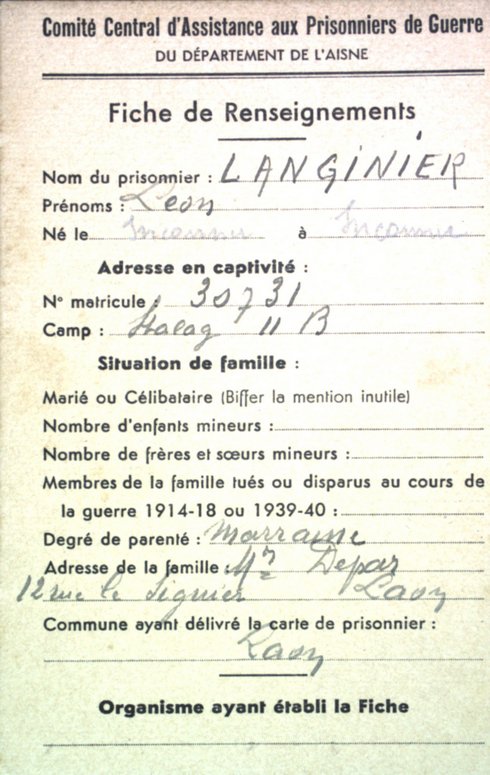 Comité Central d'Assistance aux Prisonniers de Guerre
DU DÉPARTEMENT DE L'AISNE
Fiche de Renseignements
Nom du prisonnier : LANGINIER
Prénoms : Leon
Né le Inconnu à Inconnu
Adresse en captivité :
N° matricule : 30731
Camp : Stalag II B
Situation de famille :
Marié ou Célibataire (Biffer la mention inutile)
Nombre d'enfants mineurs :
Nombre de frères et sœurs mineurs :
Membres de la famille tués ou disparus au cours de
la guerre 1914-18 ou 1939-40 :
Degré de parenté : Marraine
Adresse de la famille : Depar
12 rue le Laon
Commune ayant délivré la carte de prisonnier :
Laon
Organisme ayant établi la Fiche